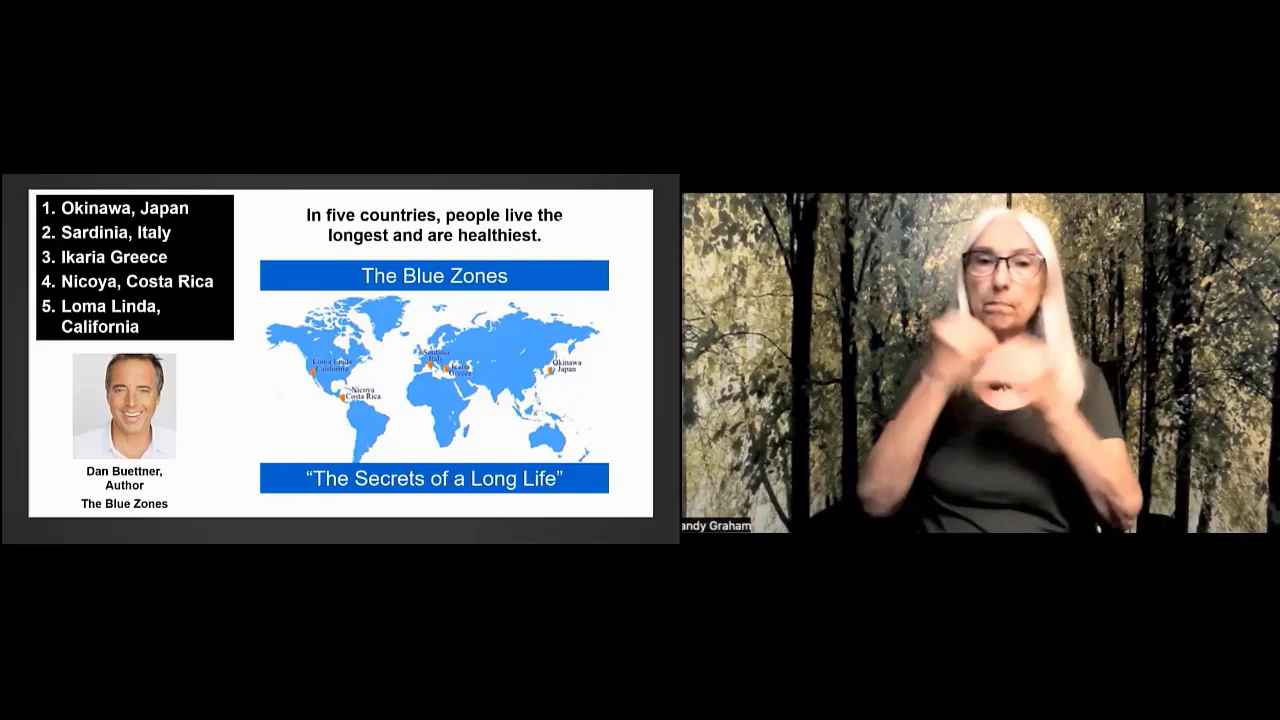 1. Okinawa, Japan
2. Sardinia, Italy
3. Ikaria Greece
4. Nicoya, Costa Rica
5. Loma Linda,
California
Dan Buettner,
Author
The Blue Zones
In five countries, people live the
longest and are healthiest.
The Blue Zones
Loma Linda
California
Nicoya
Costa Rica
Sardinia
Italy
Ikaria
Greece
Okinawa
Japan
“The Secrets of a Long Life”
andy Graham